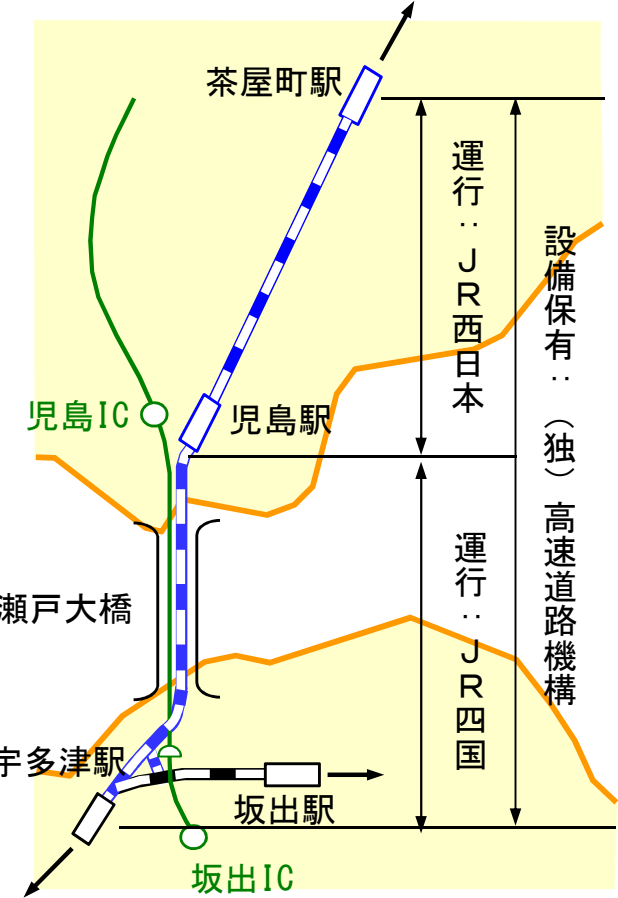 茶屋町駅
運行：ＪＲ西日本
設備保有：（独）高速道路機構
児島IC
児島駅
運行：ＪＲ四国
瀬戸大橋
宇多津駅
坂出駅
坂出IC